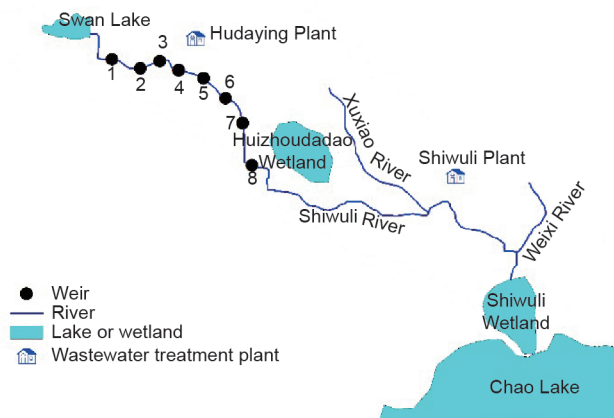 Swan Lake
Hudaying Plant
1
2
3
4
5
6
7
8
Huizhoudadao
Wetland
Xuxiao River
Shiwuli Plant
Shiwuli River
Weixi River
Shiwuli
Wetland
Chao Lake
Weir
River
Lake or wetland
Wastewater treatment plant